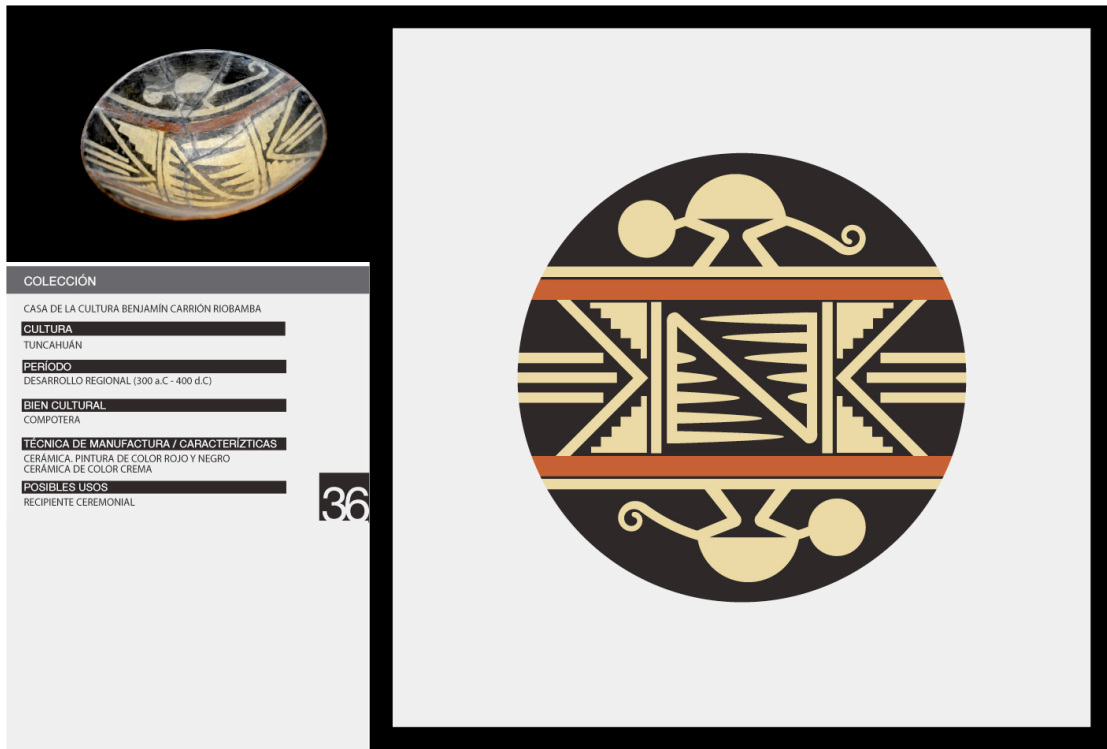 COLECCIÓN
CASA DE LA CULTURA BENJAMÍN CARRIÓN RIOBAMBA
CULTURA
TUNCAHUÁN
PERÍODO
DESARROLLO REGIONAL (300 a.C - 400 d.C)
BIEN CULTURAL
COMPOTERA
TÉCNICA DE MANUFACTURA / CARACTERÍZTICAS
CERÁMICA. PINTURA DE COLOR ROJO Y NEGRO
CERÁMICA DE COLOR CREMA
POSIBLES USOS
RECIPIENTE CEREMONIAL
36